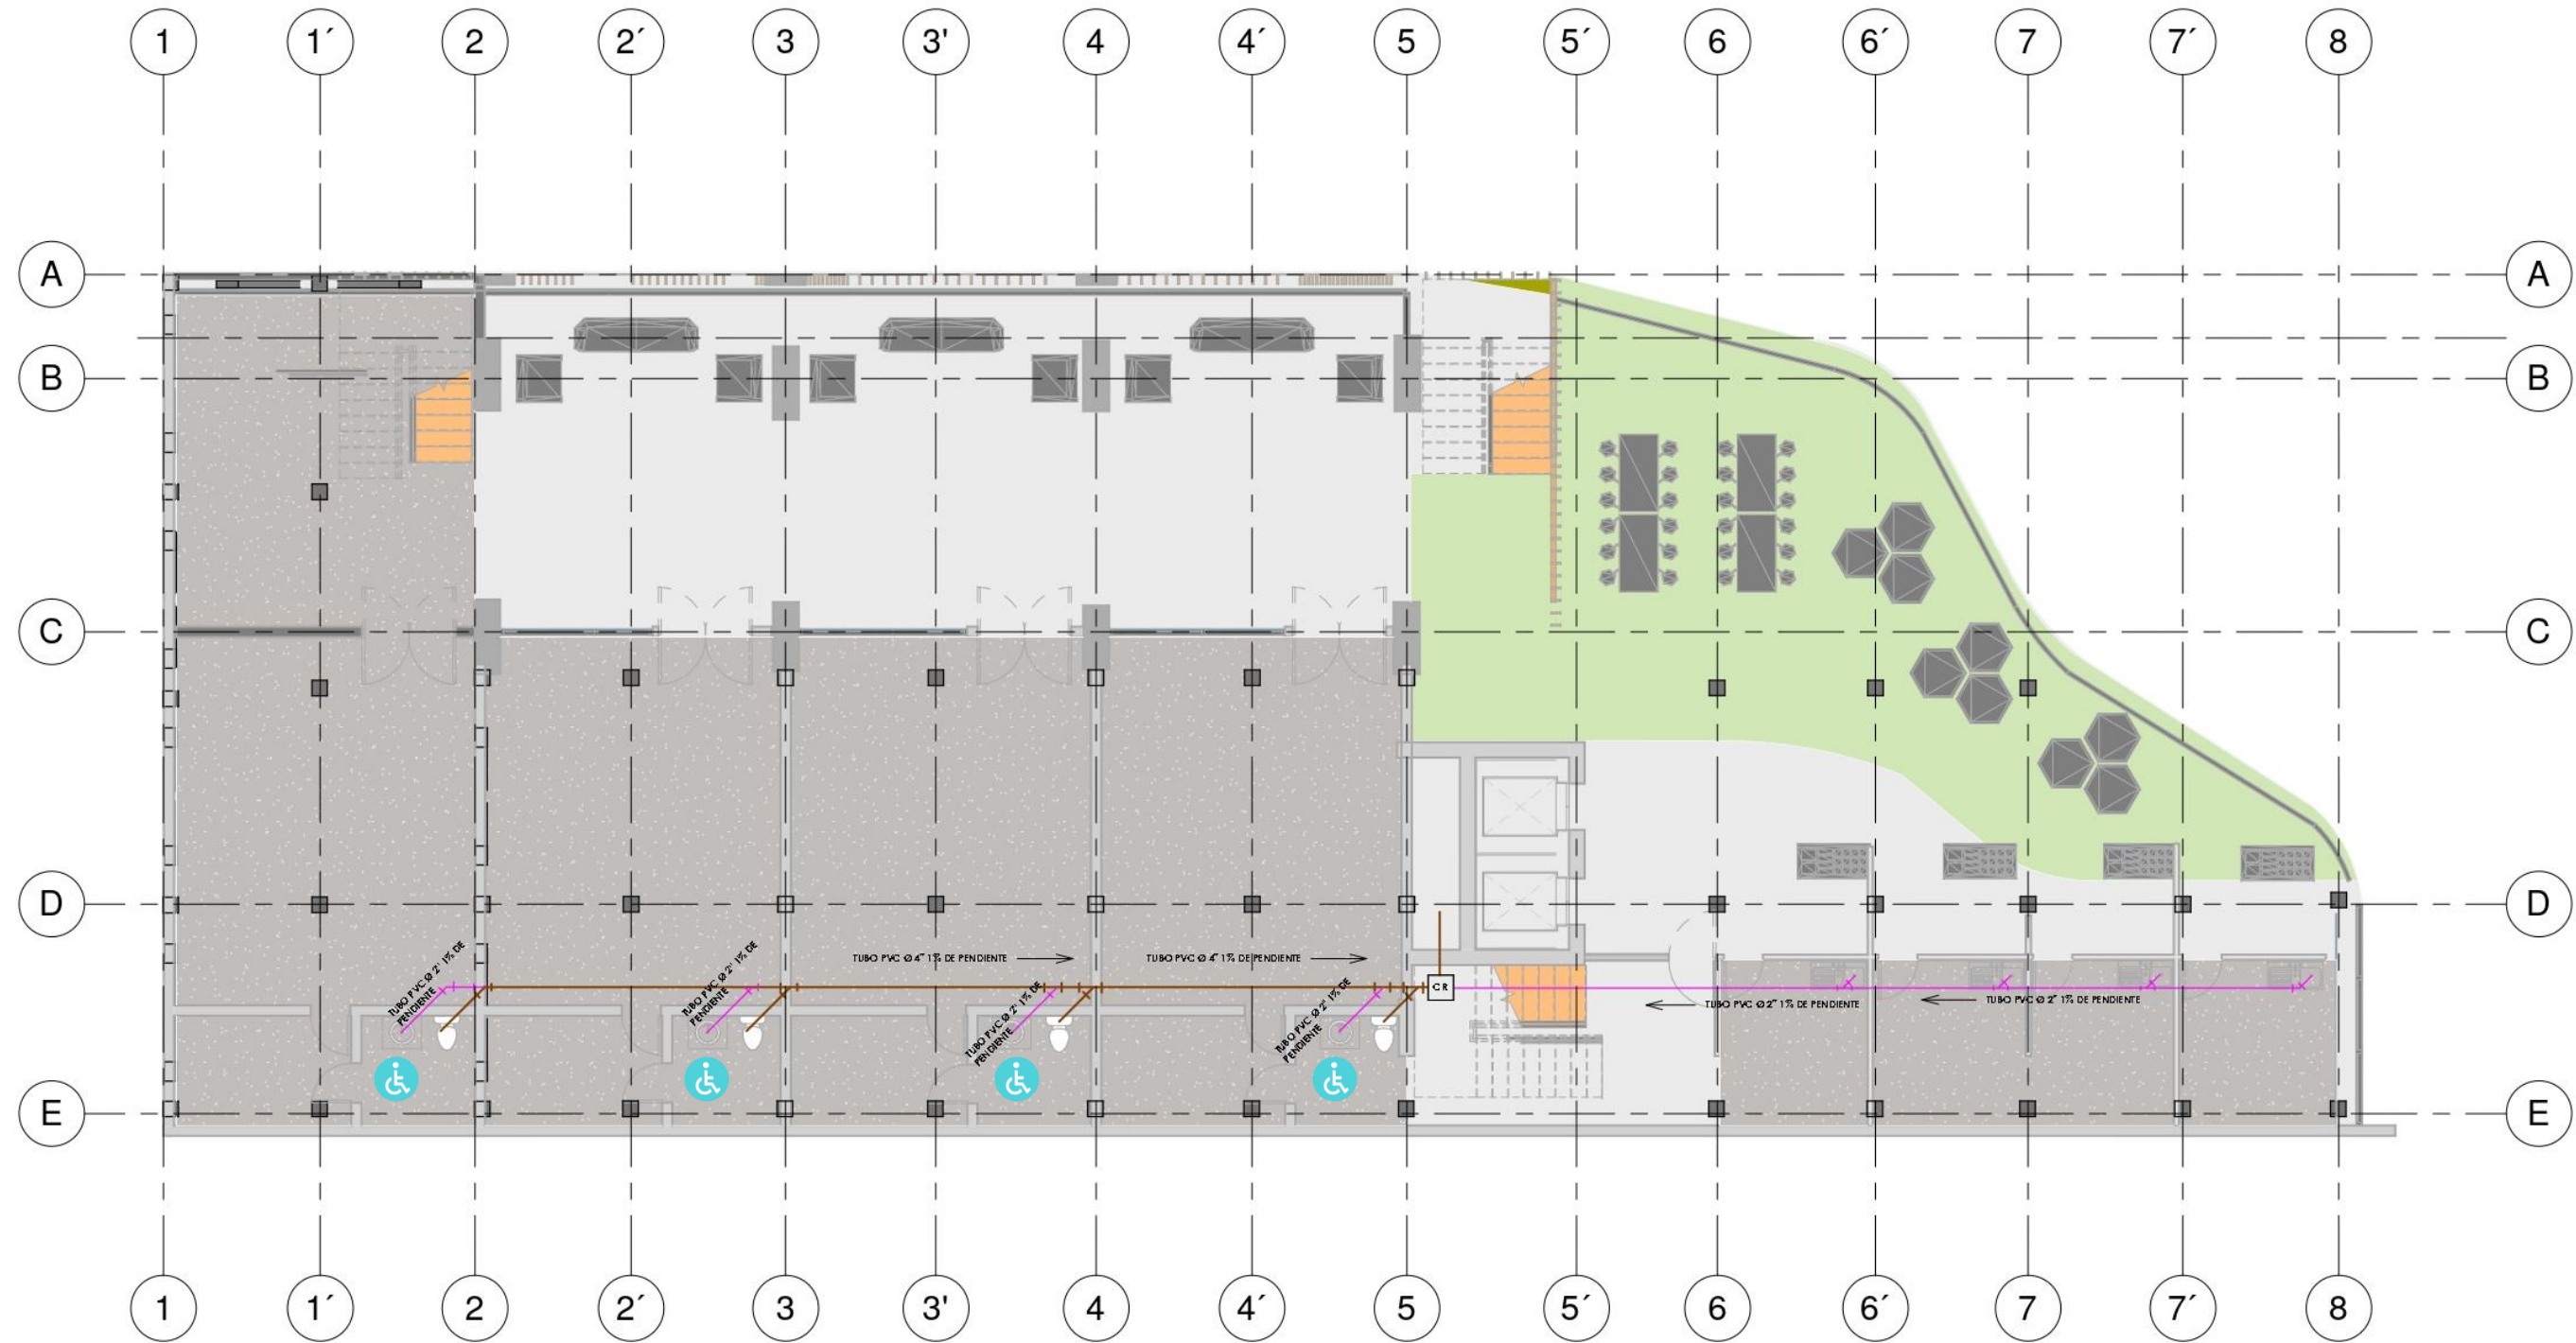 1 1´ 2 2´ 3 3' 4 4´ 5 5´ 6 6´ 7 7´ 8
A A
B B
C C
D D
TUBO PVC Ø 2" 1% DE
PENDIENTE
TUBO PVC Ø 2" 1% DE
PENDIENTE
TUBO PVC Ø 4" 1% DE PENDIENTE
TUBO PVC Ø 4" 1% DE PENDIENTE
TUBO PVC Ø 2" 1% DE
PENDIENTE
TUBO PVC Ø 2" 1% DE
PENDIENTE
CR
TUBO PVC Ø 2" 1% DE PENDIENTE
TUBO PVC Ø 2" 1% DE PENDIENTE
E E
1 1´ 2 2´ 3 3' 4 4´ 5 5´ 6 6´ 7 7´ 8